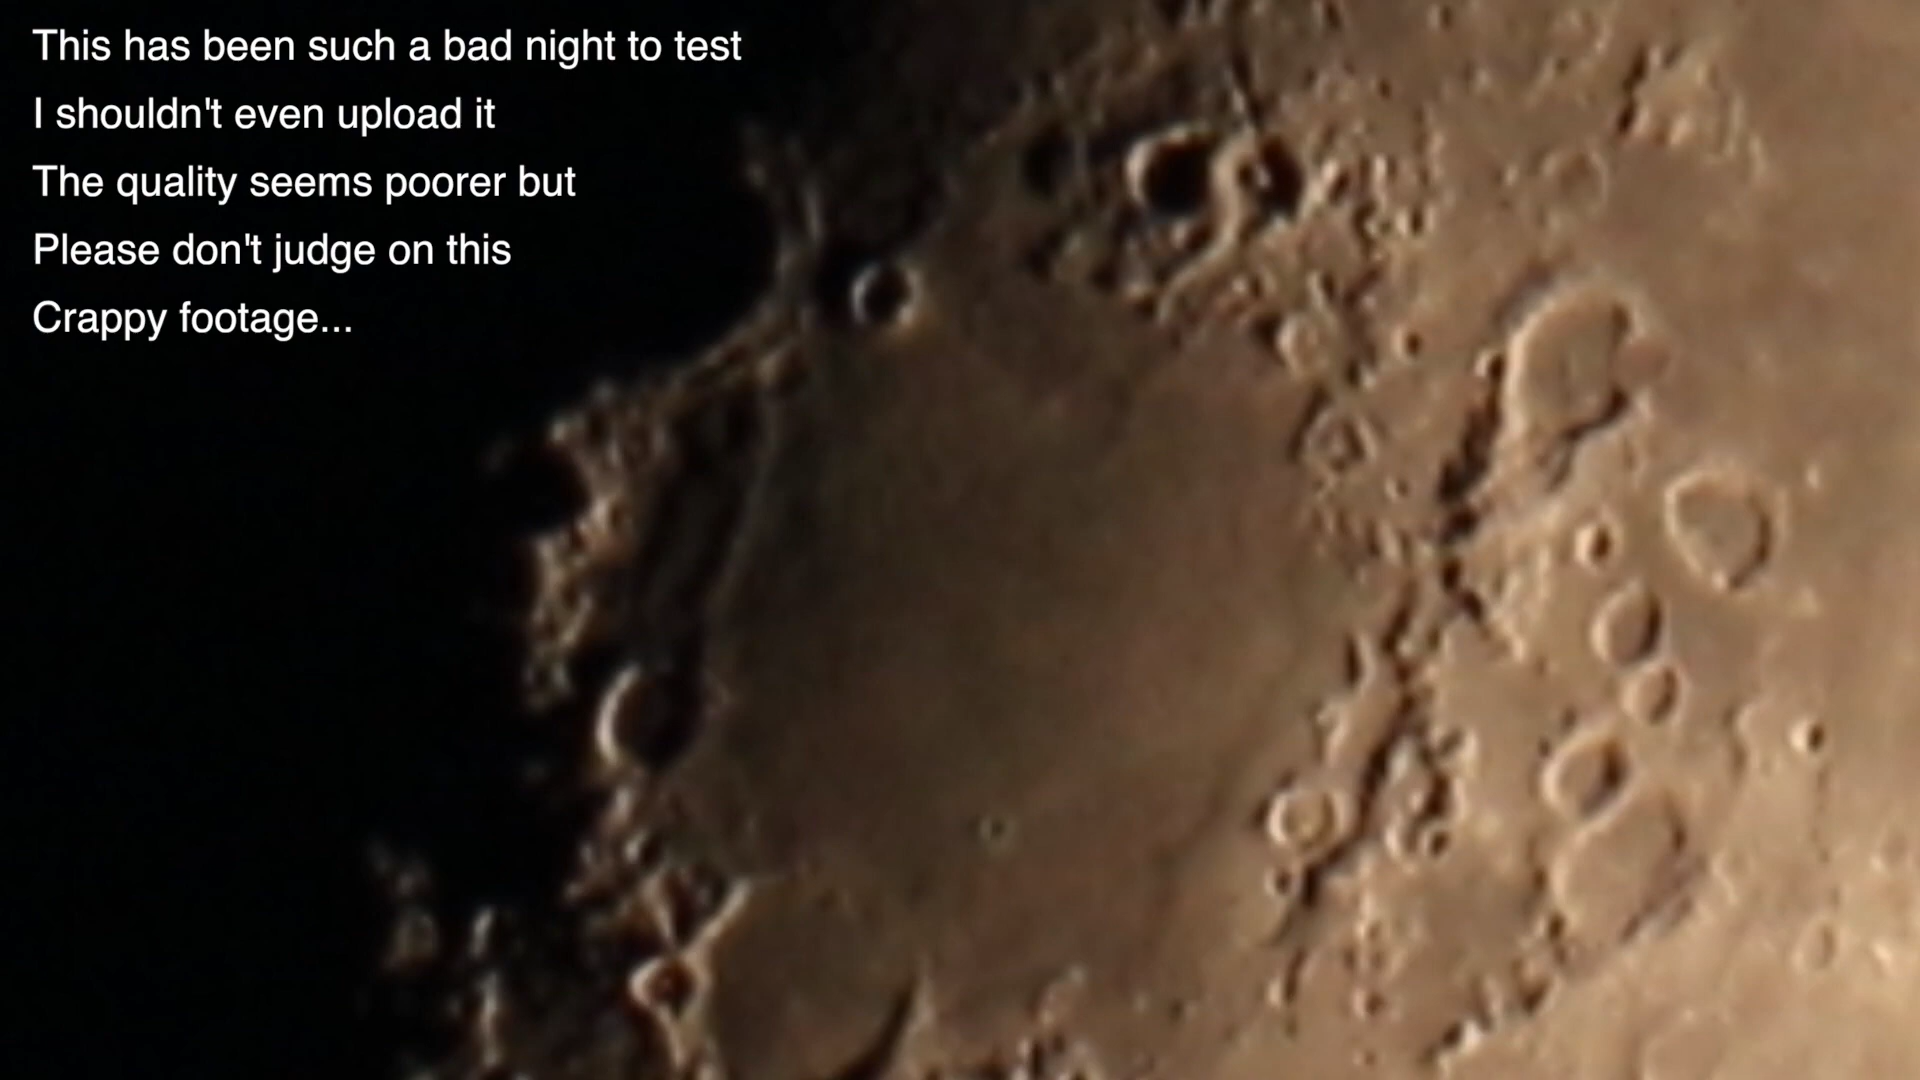 This has been such a bad night to test
I shouldn't even upload it
The quality seems poorer but
Please don't judge on this
Crappy footage...